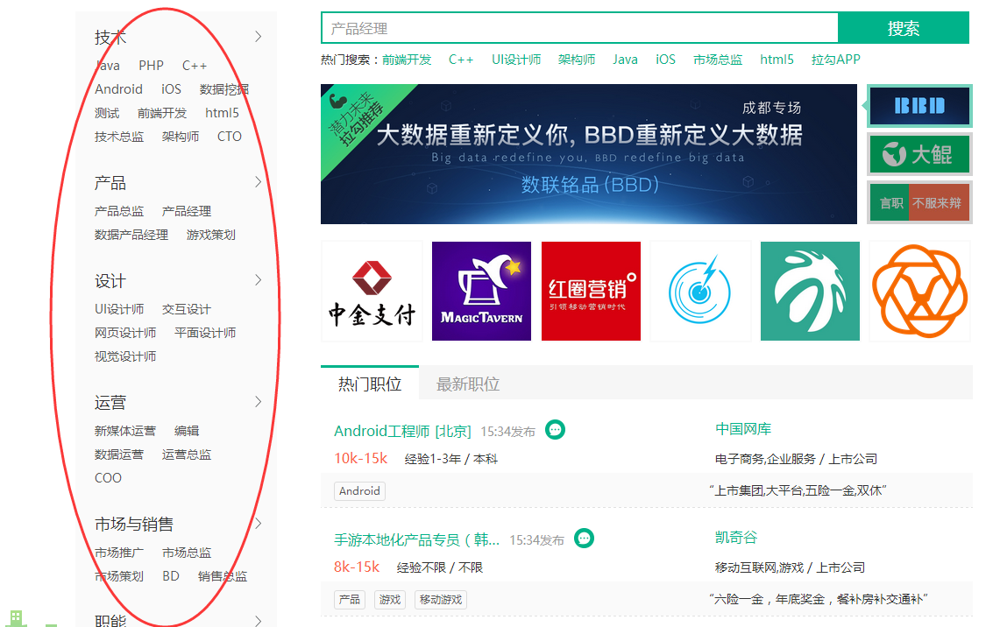 技术
Java PHP C++
Android iOS 数据挖掘
测试 前端开发 html5
技术总监 架构师 CTO
产品
产品总监 产品经理
数据产品经理 游戏策划
设计
UI设计师 交互设计
网页设计师 平面设计师
视觉设计师
运营
新媒体运营 编辑
数据运营 运营总监
COO
市场与销售
市场推广 市场总监
市场策划 BD 销售总监
职能
产品经理 搜索
热门搜索：前端开发 C++ UI设计师 架构师 Java iOS 市场总监 html5 拉勾APP
潜力未来
拉勾推荐
成都专场
大数据重新定义你, BBD重新定义大数据
Big data redefine you, BBD redefine big data
数联铭品 (BBD)
BBD
大鲲
言职 不服来辩
中金支付
MAGICTAVERN
红圈营销
引领移动营销时代
热门职位 最新职位
Android工程师 [北京] 15:34发布 中国网库
10k-15k 经验1-3年 / 本科 电子商务,企业服务 / 上市公司
Android “上市集团,大平台,五险一金,双休”
手游本地化产品专员（韩... 15:34发布 凯奇谷
8k-15k 经验不限 / 不限 移动互联网,游戏 / 上市公司
产品 游戏 移动游戏 “六险一金，年底奖金，餐补房补交通补”